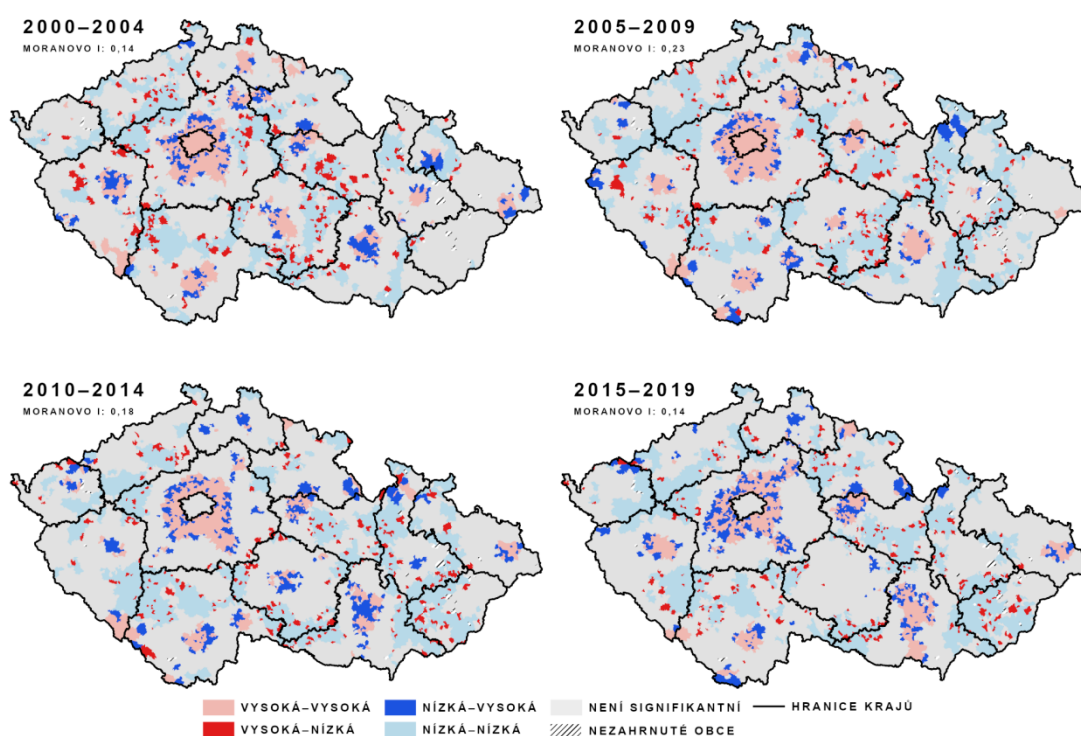 2000–2004
MORANOVO I: 0,14
2005–2009
MORANOVO I: 0,23
2010–2014
MORANOVO I: 0,18
2015–2019
MORANOVO I: 0,14
VYSOKÁ–VYSOKÁ
NÍZKÁ–VYSOKÁ
NENÍ SIGNIFIKANTNÍ
HRANICE KRAJŮ
VYSOKÁ–NÍZKÁ
NÍZKÁ–NÍZKÁ
NEZAHRNUTÉ OBCE